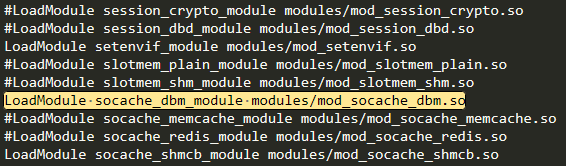 #LoadModule session_crypto_module modules/mod_session_crypto.so
#LoadModule session_dbd_module modules/mod_session_dbd.so
LoadModule setenvif_module modules/mod_setenvif.so
#LoadModule slotmem_plain_module modules/mod_slotmem_plain.so
#LoadModule slotmem_shm_module modules/mod_slotmem_shm.so
LoadModule·socache_dbm_module·modules/mod_socache_dbm.so
#LoadModule socache_memcache_module modules/mod_socache_memcache.so
#LoadModule socache_redis_module modules/mod_socache_redis.so
LoadModule socache_shmcb_module modules/mod_socache_shmcb.so